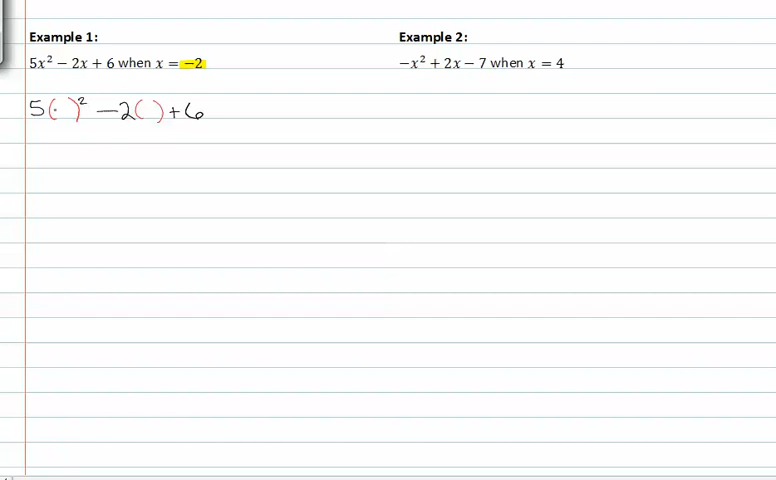 Example 1:
5x² − 2x + 6 when x = −2
5( )² − 2( ) + 6
Example 2:
−x² + 2x − 7 when x = 4